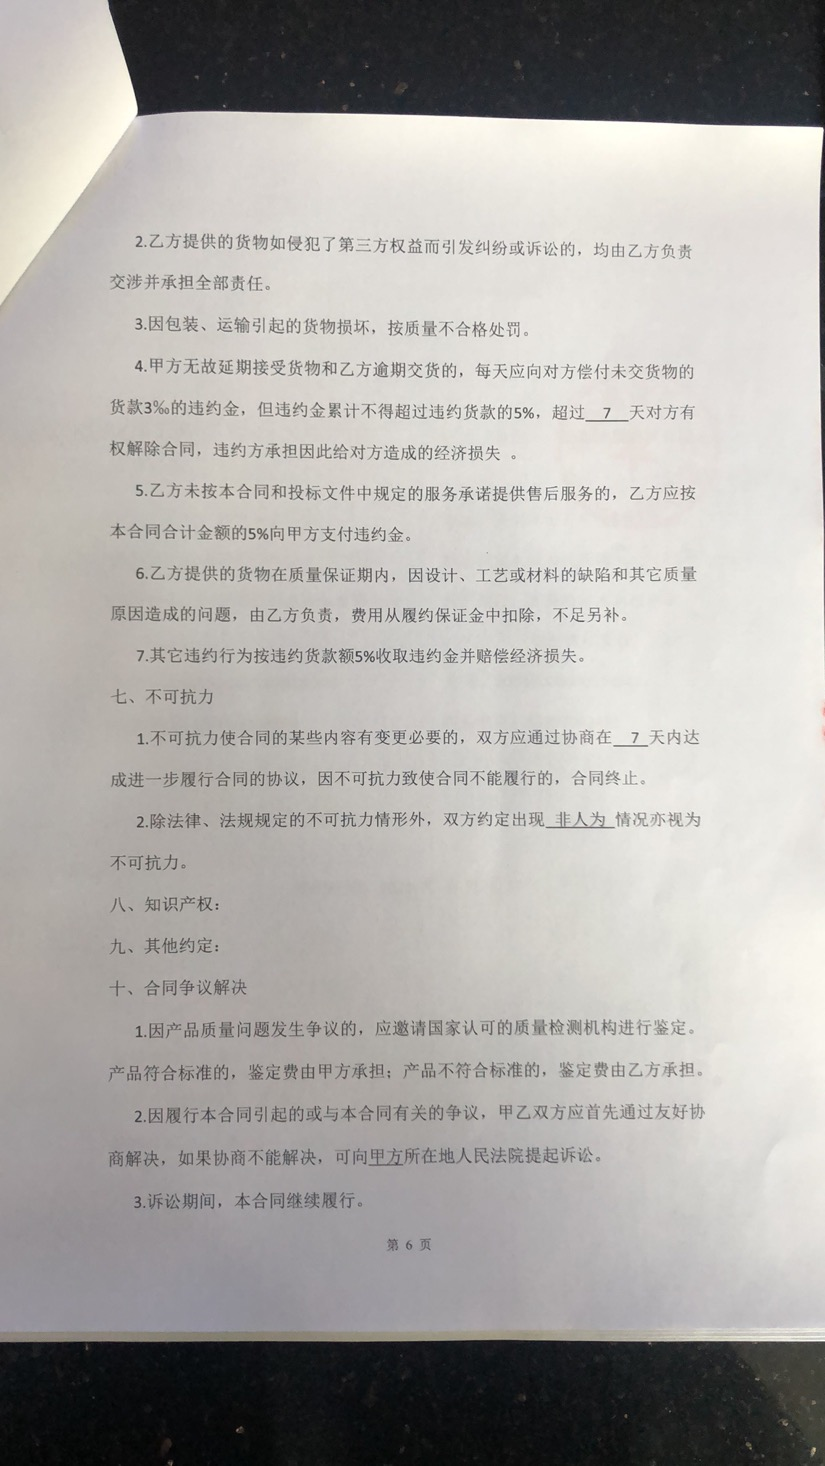 2.乙方提供的货物如侵犯了第三方权益而引发纠纷或诉讼的，均由乙方负责
交涉并承担全部责任。
3.因包装、运输引起的货物损坏，按质量不合格处罚。
4.甲方无故延期接受货物和乙方逾期交货的，每天应向对方偿付未交货物的
货款3‰的违约金，但违约金累计不得超过违约货款的5%，超过 7 天对方有
权解除合同，违约方承担因此给对方造成的经济损失 。
5.乙方未按本合同和投标文件中规定的服务承诺提供售后服务的，乙方应按
本合同合计金额的5%向甲方支付违约金。
6.乙方提供的货物在质量保证期内，因设计、工艺或材料的缺陷和其它质量
原因造成的问题，由乙方负责，费用从履约保证金中扣除，不足另补。
7.其它违约行为按违约货款额5%收取违约金并赔偿经济损失。
七、不可抗力
1.不可抗力使合同的某些内容有变更必要的，双方应通过协商在 7 天内达
成进一步履行合同的协议，因不可抗力致使合同不能履行的，合同终止。
2.除法律、法规规定的不可抗力情形外，双方约定出现 非人为 情况亦视为
不可抗力。
八、知识产权：
九、其他约定：
十、合同争议解决
1.因产品质量问题发生争议的，应邀请国家认可的质量检测机构进行鉴定。
产品符合标准的，鉴定费由甲方承担；产品不符合标准的，鉴定费由乙方承担。
2.因履行本合同引起的或与本合同有关的争议，甲乙双方应首先通过友好协
商解决，如果协商不能解决，可向甲方所在地人民法院提起诉讼。
3.诉讼期间，本合同继续履行。
第 6 页